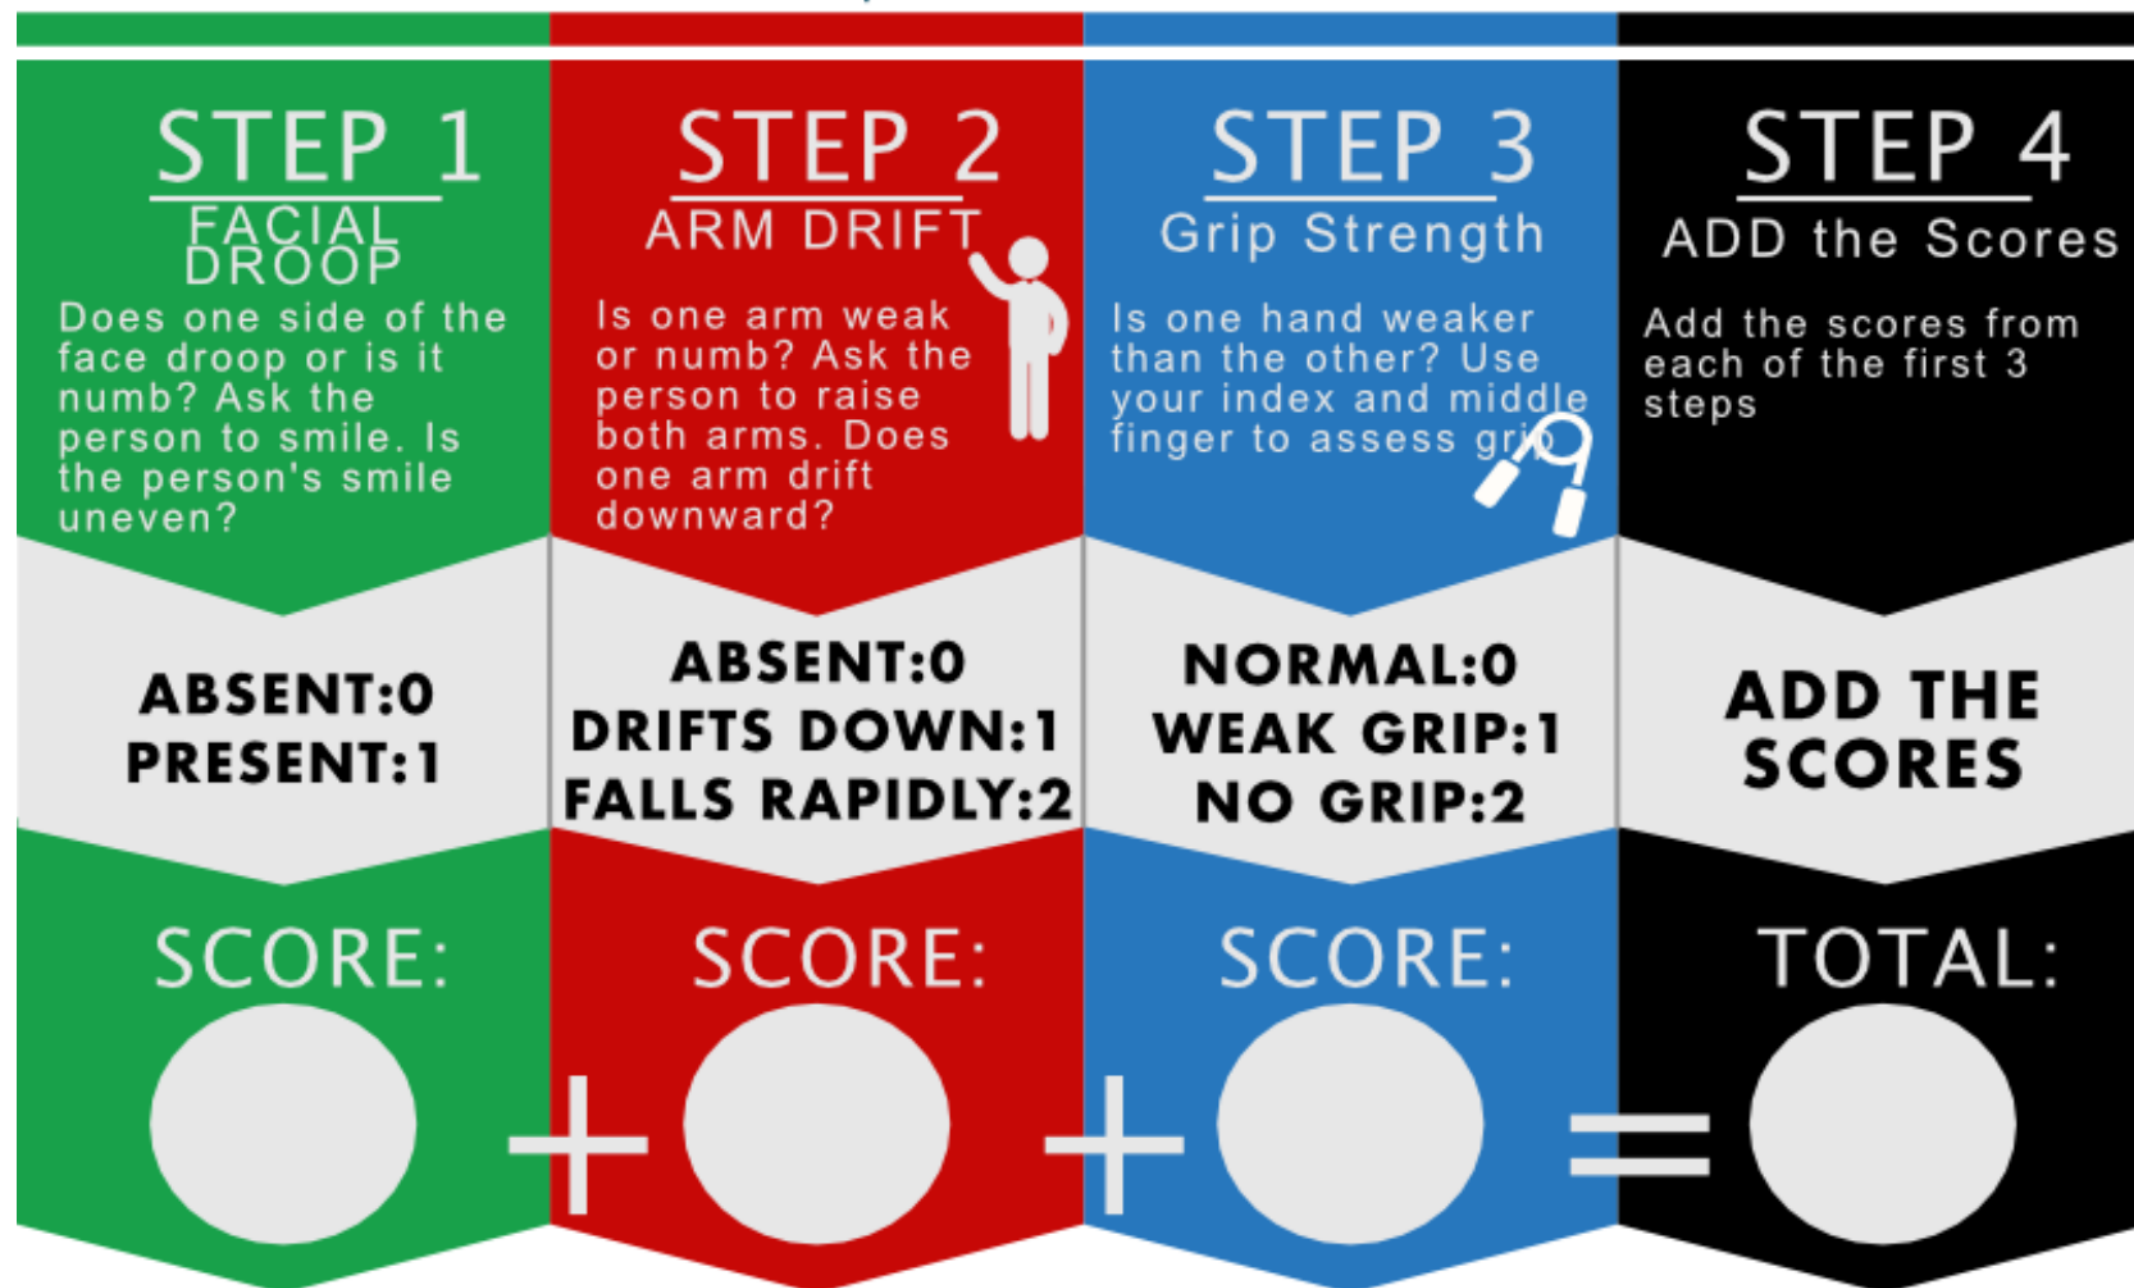 STEP 1
FACIAL
DROOP
Does one side of the
face droop or is it
numb? Ask the
person to smile. Is
the person's smile
uneven?
ABSENT:0
PRESENT:1
SCORE:
+
STEP 2
ARM DRIFT
Is one arm weak
or numb? Ask the
person to raise
both arms. Does
one arm drift
downward?
ABSENT:0
DRIFTS DOWN:1
FALLS RAPIDLY:2
SCORE:
+
STEP 3
Grip Strength
Is one hand weaker
than the other? Use
your index and middle
finger to assess grip
NORMAL:0
WEAK GRIP:1
NO GRIP:2
SCORE:
=
STEP 4
ADD the Scores
Add the scores from
each of the first 3
steps
ADD THE
SCORES
TOTAL: